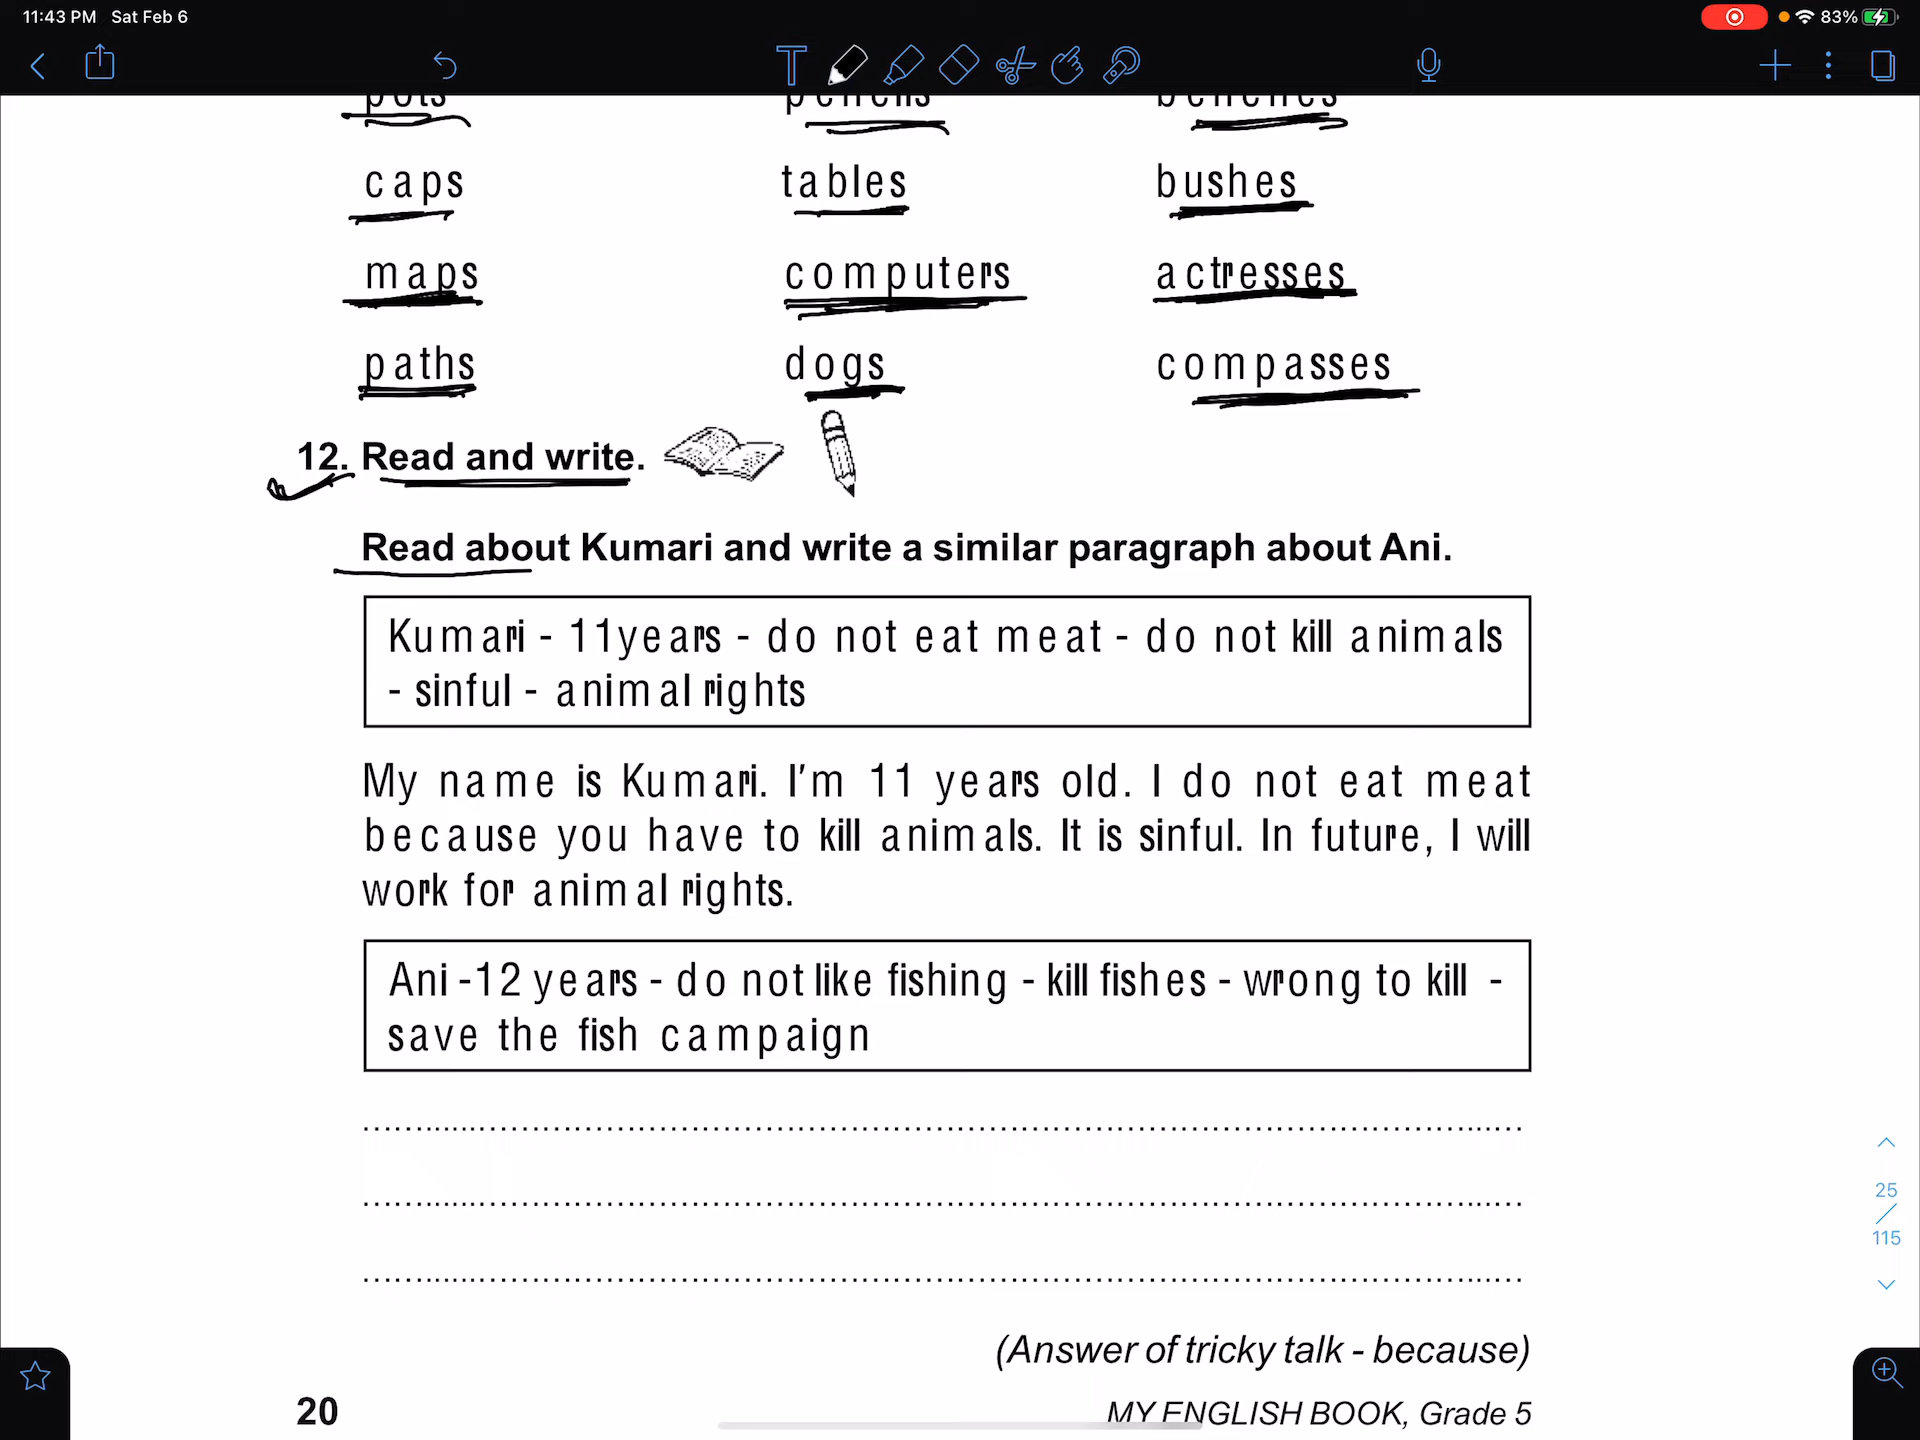 11:43 PM Sat Feb 6
83%
pots pencils benches
caps tables bushes
maps computers actresses
paths dogs compasses
12. Read and write.
Read about Kumari and write a similar paragraph about Ani.
Kumari - 11years - do not eat meat - do not kill animals
- sinful - animal rights
My name is Kumari. I'm 11 years old. I do not eat meat
because you have to kill animals. It is sinful. In future, I will
work for animal rights.
Ani -12 years - do not like fishing - kill fishes - wrong to kill -
save the fish campaign
25
115
(Answer of tricky talk - because)
20 MY ENGLISH BOOK, Grade 5